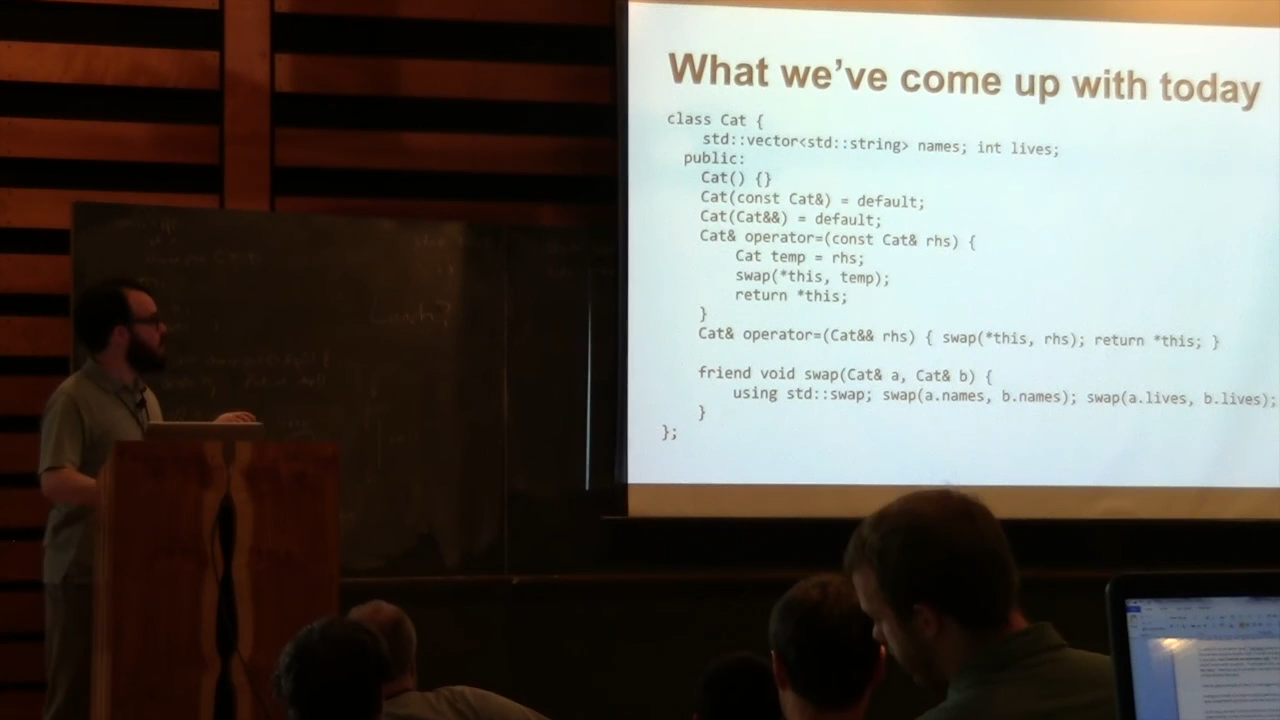 What we've come up with today
class Cat {
std::vector<std::string> names; int lives;
public:
Cat() {}
Cat(const Cat&) = default;
Cat(Cat&&) = default;
Cat& operator=(const Cat& rhs) {
Cat temp = rhs;
swap(*this, temp);
return *this;
}
Cat& operator=(Cat&& rhs) { swap(*this, rhs); return *this; }
friend void swap(Cat& a, Cat& b) {
using std::swap; swap(a.names, b.names); swap(a.lives, b.lives);
}
};